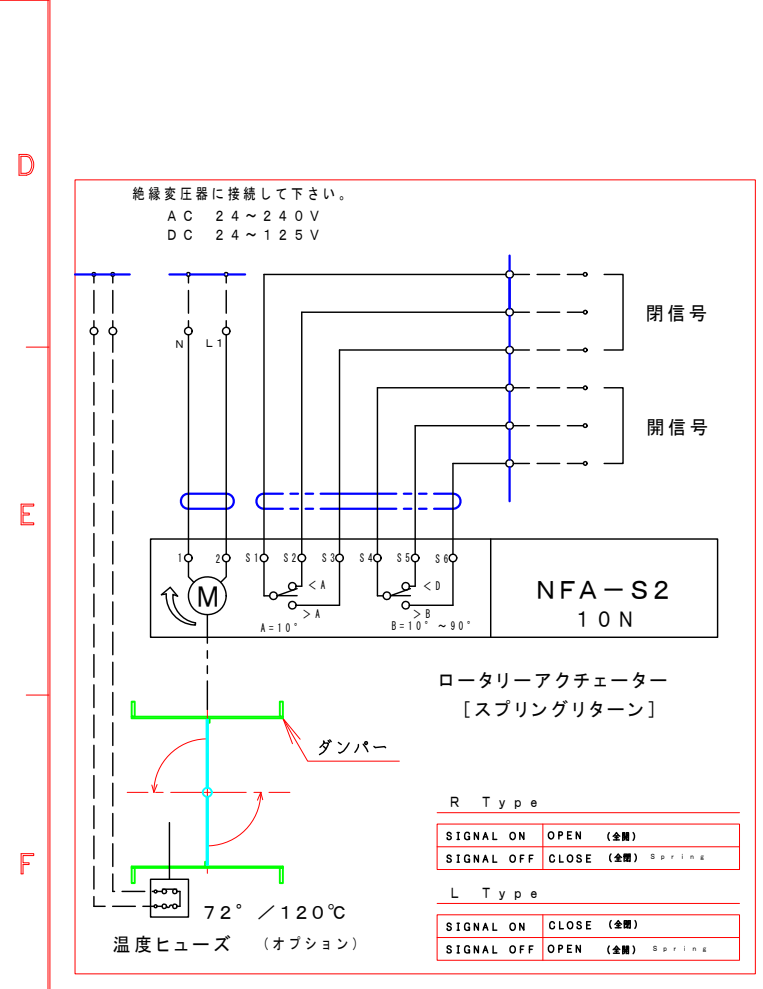 D
絶縁変圧器に接続して下さい。
AC 24~240V
DC 24~125V
閉信号
N L1
開信号
E
1 2 S1 S2 S3 S4 S5 S6
M
<A
>A
A=10°
<D
>B
B=10°~90°
NFA-S2
10N
ロータリーアクチェーター
[スプリングリターン]
ダンパー
R Type
SIGNAL ON OPEN (全開)
SIGNAL OFF CLOSE (全閉) Spring
F
L Type
SIGNAL ON CLOSE (全閉)
SIGNAL OFF OPEN (全開) Spring
72° /120℃
温度ヒューズ (オプション)